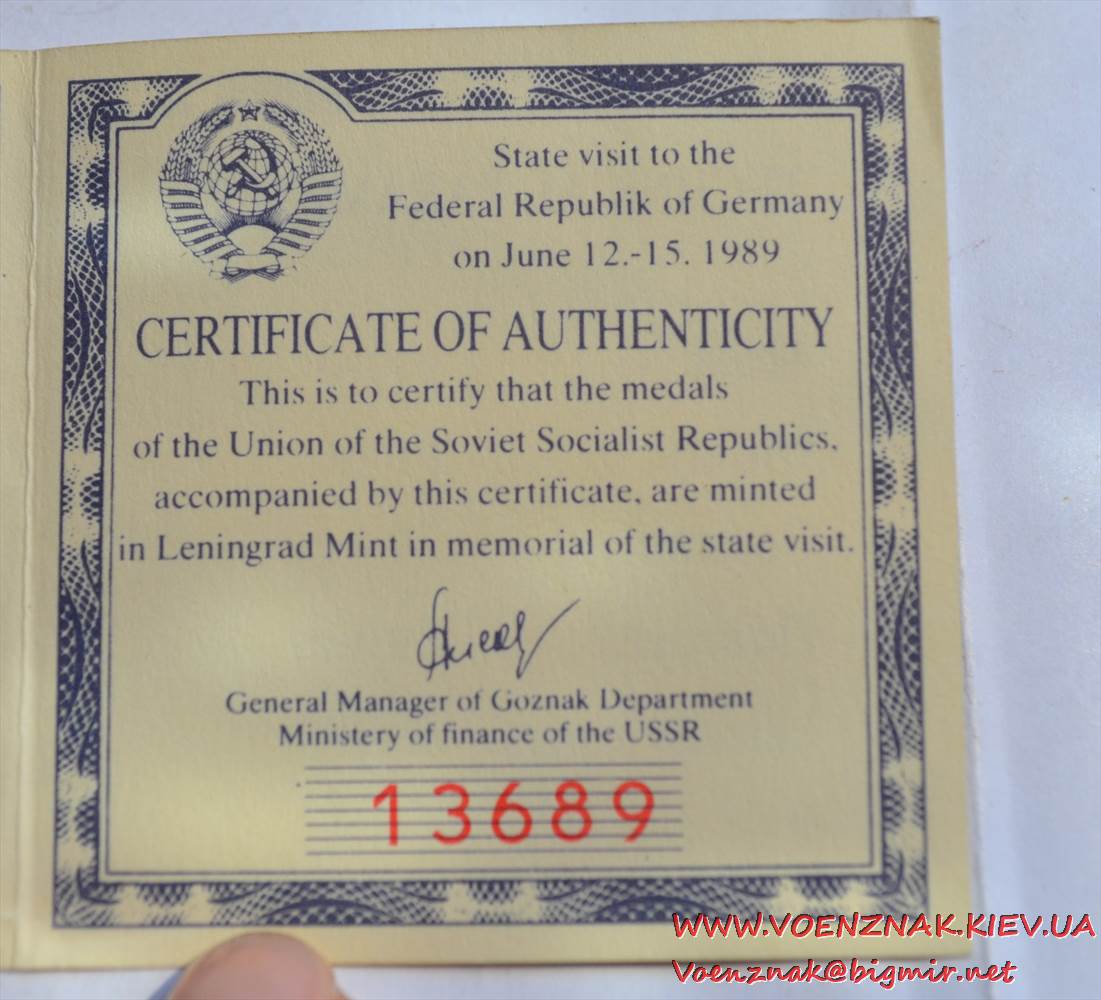 State visit to the
Federal Republik of Germany
on June 12.-15. 1989
CERTIFICATE OF AUTHENTICITY
This is to certify that the medals
of the Union of the Soviet Socialist Republics,
accompanied by this certificate, are minted
in Leningrad Mint in memorial of the state visit.
General Manager of Goznak Department
Ministery of finance of the USSR
13689
WWW.VOENZNAK.KIEV.UA
Voenznak@bigmir.net